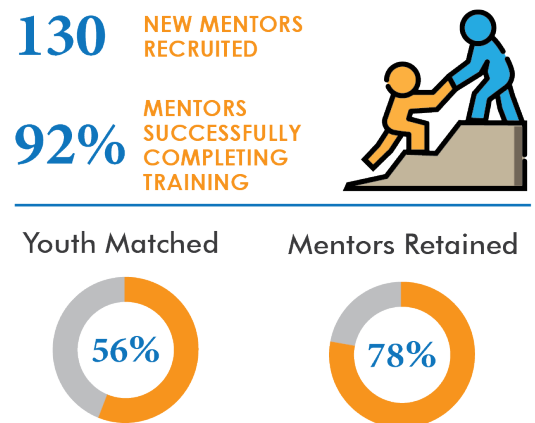 130
NEW MENTORS
RECRUITED
92%
MENTORS
SUCCESSFULLY
COMPLETING
TRAINING
Youth Matched
Mentors Retained
56%
78%